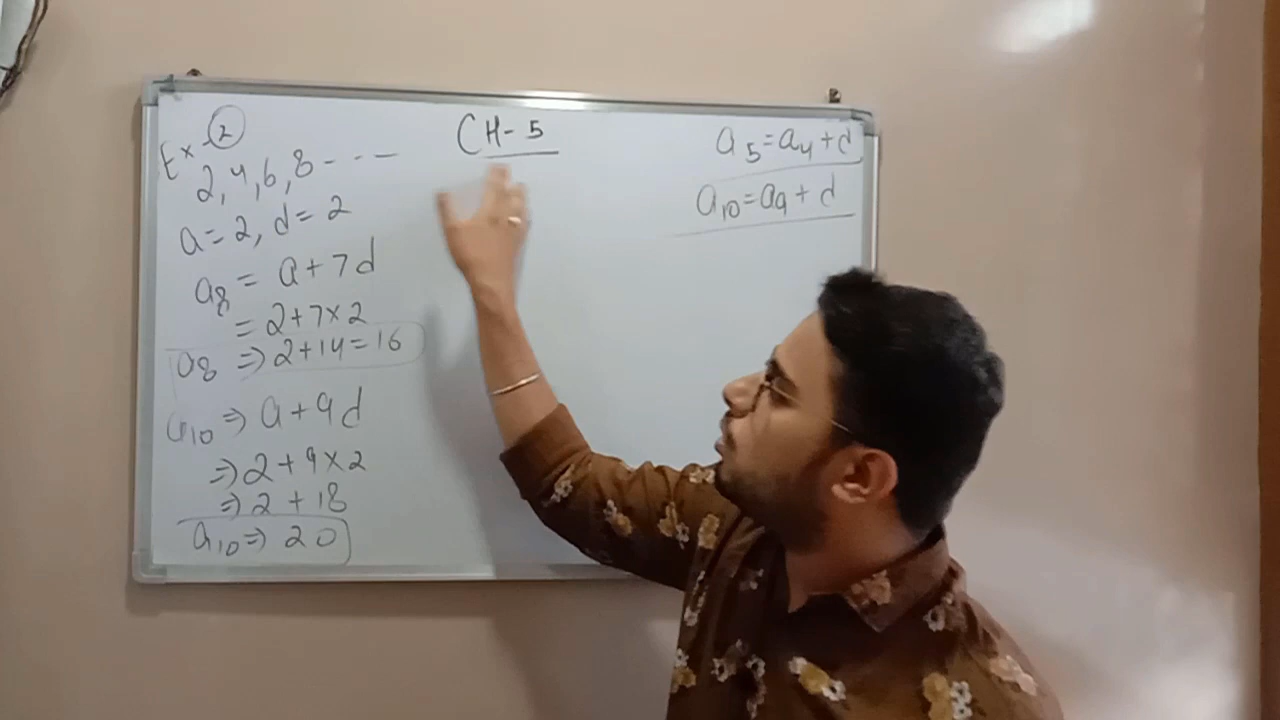 CH-5
Ex-2
2, 4, 6, 8 - - -
a = 2, d = 2
a8 = a + 7d
= 2 + 7 × 2
a8 ⇒ 2 + 14 = 16
a10 ⇒ a + 9d
⇒ 2 + 9 × 2
⇒ 2 + 18
a10 ⇒ 20
a5 = a4 + d
a10 = a9 + d